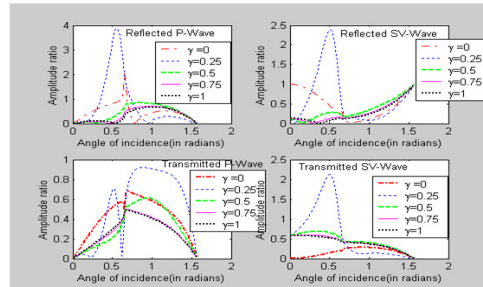 Reflected P-Wave
4
3
2
1
0
Amplitude ratio
γ =0
γ=0.25
γ=0.5
γ=0.75
γ=1
0 0.5 1 1.5 2
Angle of incidence(in radians)
Reflected SV-Wave
2.5
2
1.5
1
0.5
0
Amplitude ratio
γ =0
γ=0.25
γ=0.5
γ=0.75
γ=1
0 0.5 1 1.5 2
Angle of incidence(in radians)
Transmitted P-Wave
1
0.8
0.6
0.4
0.2
0
Amplitude ratio
γ =0
γ=0.25
γ=0.5
γ=0.75
γ=1
0 0.5 1 1.5 2
Angle of incidence(in radians)
Transmitted SV-Wave
2.5
2
1.5
1
0.5
0
Amplitude ratio
γ =0
γ=0.25
γ=0.5
γ=0.75
γ=1
0 0.5 1 1.5 2
Angle of incidence(in radians)